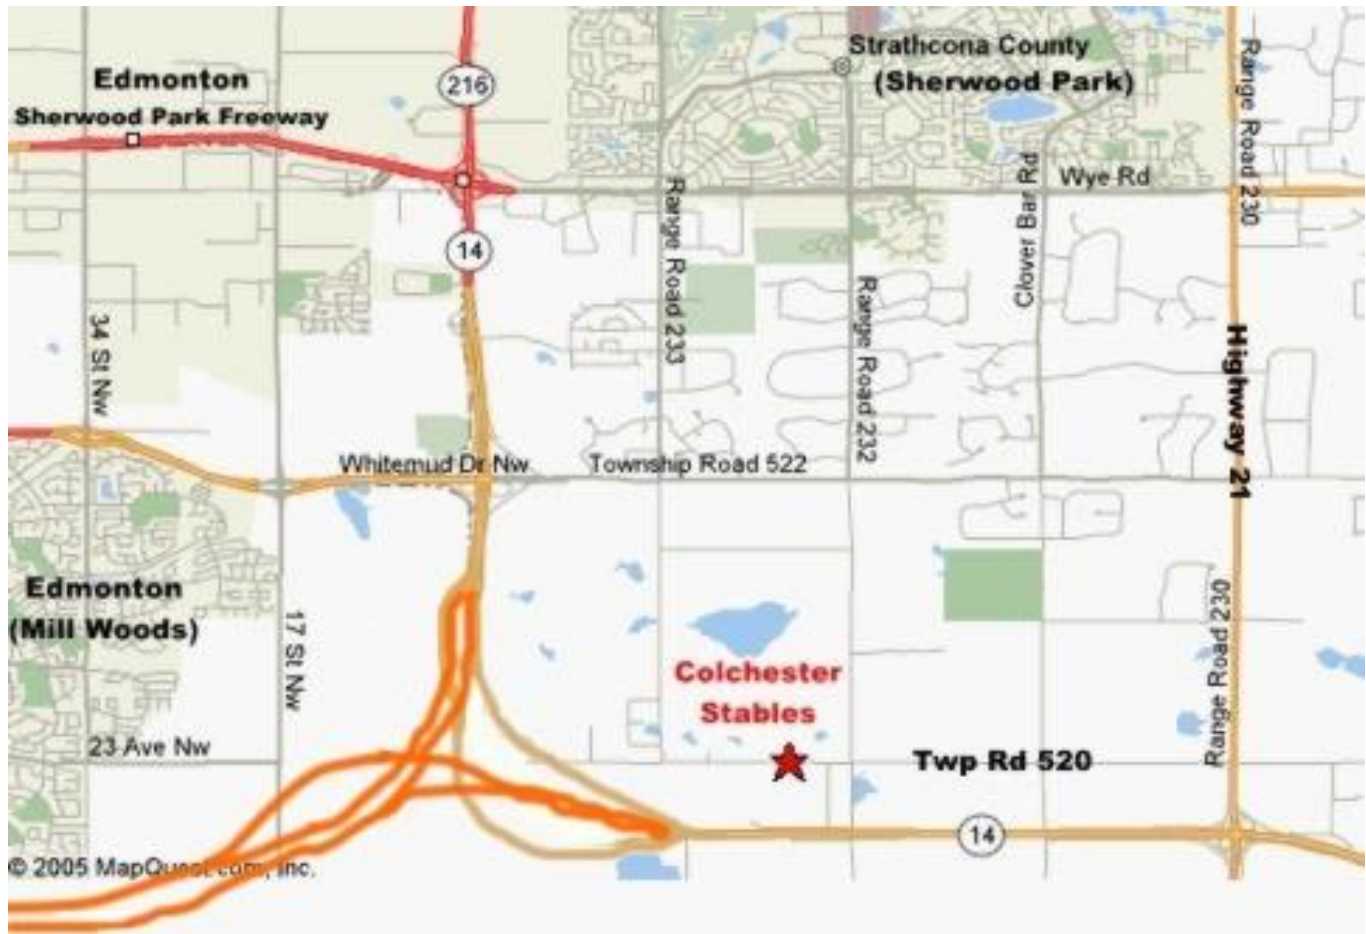 Strathcona County
(Sherwood Park)
Edmonton
Sherwood Park Freeway
216
Range Road 230
Wye Rd
Clover Bar Rd
Range Road 233
14
Range Road 232
34 St Nw
Highway 21
Whitemud Dr Nw
Township Road 522
Edmonton
(Mill Woods)
17 St Nw
Range Road 230
Colchester
Stables
23 Ave Nw
Twp Rd 520
14
© 2005 MapQuest.com, Inc.